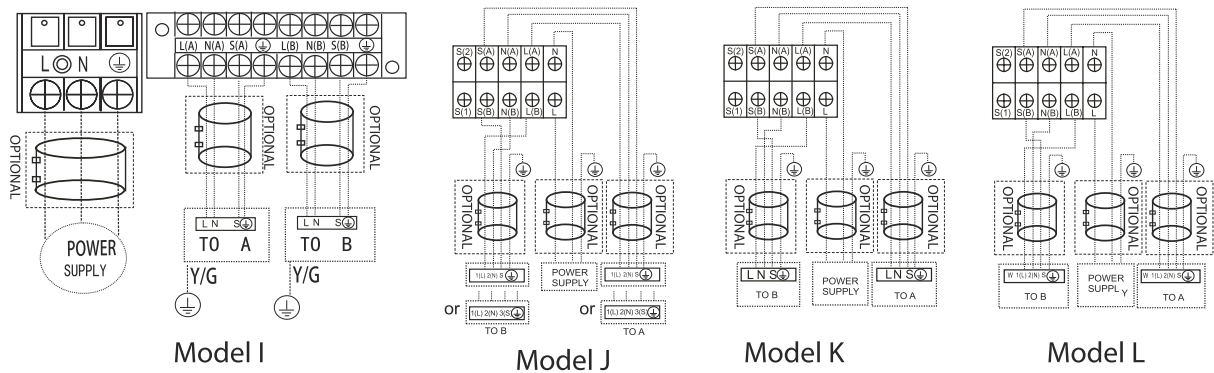 L N
L(A) N(A) S(A) L(B) N(B) S(B)
OPTIONAL
OPTIONAL
OPTIONAL
POWER
SUPPLY
L N S
TO A
Y/G
L N S
TO B
Y/G
Model I
S(2) S(A) N(A) L(A) N
S(1) S(B) N(B) L(B) L
OPTIONAL
OPTIONAL
OPTIONAL
1(L) 2(N) S
POWER
SUPPLY
1(L) 2(N) S
or
1(L) 2(N) 3(S)
TO B
or
1(L) 2(N) 3(S)
TO A
Model J
S(2) S(A) N(A) L(A) N
S(1) S(B) N(B) L(B) L
OPTIONAL
OPTIONAL
OPTIONAL
L N S
TO B
POWER
SUPPLY
L N S
TO A
Model K
S(2) S(A) N(A) L(A) N
S(1) S(B) N(B) L(B) L
OPTIONAL
OPTIONAL
OPTIONAL
W 1(L) 2(N) S
TO B
POWER
SUPPL Y
W 1(L) 2(N) S
TO A
Model L